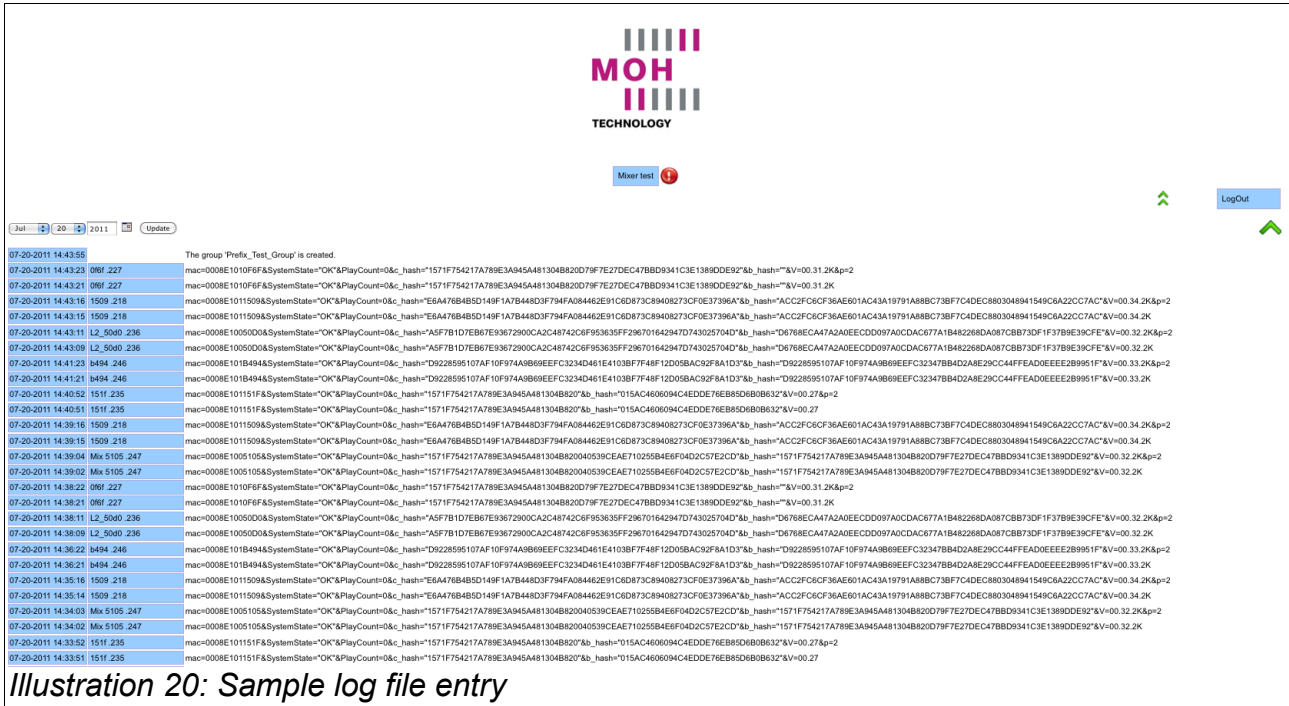 MOH
TECHNOLOGY
Mixer test
LogOut
Jul 20 2011 Update
07-20-2011 14:43:55 The group 'Prefix_Test_Group' is created.
07-20-2011 14:43:23 0f6f .227 mac=0008E1010F6F&SystemState="OK"&PlayCount=0&c_hash="1571F754217A789E3A945A481304B820D79F7E27DEC47BBD9341C3E1389DDE92"&b_hash=""&V=00.31.2K&p=2
07-20-2011 14:43:21 0f6f .227 mac=0008E1010F6F&SystemState="OK"&PlayCount=0&c_hash="1571F754217A789E3A945A481304B820D79F7E27DEC47BBD9341C3E1389DDE92"&b_hash=""&V=00.31.2K
07-20-2011 14:43:16 1509 .218 mac=0008E1011509&SystemState="OK"&PlayCount=0&c_hash="E6A476B4B5D149F1A7B448D3F794FA084462E91C6D873C89408273CF0E37396A"&b_hash="ACC2FC6CF36AE601AC43A19791A88BC73BF7C4DEC8803048941549C6A22CC7AC"&V=00.34.2K&p=2
07-20-2011 14:43:15 1509 .218 mac=0008E1011509&SystemState="OK"&PlayCount=0&c_hash="E6A476B4B5D149F1A7B448D3F794FA084462E91C6D873C89408273CF0E37396A"&b_hash="ACC2FC6CF36AE601AC43A19791A88BC73BF7C4DEC8803048941549C6A22CC7AC"&V=00.34.2K
07-20-2011 14:43:11 L2_50d0 .236 mac=0008E10050D0&SystemState="OK"&PlayCount=0&c_hash="A5F7B1D7EB67E93672900CA2C48742C6F953635FF296701642947D743025704D"&b_hash="D6768ECA47A2A0EECDD097A0CDAC677A1B482268DA087CBB73DF1F37B9E39CFE"&V=00.32.2K&p=2
07-20-2011 14:43:09 L2_50d0 .236 mac=0008E10050D0&SystemState="OK"&PlayCount=0&c_hash="A5F7B1D7EB67E93672900CA2C48742C6F953635FF296701642947D743025704D"&b_hash="D6768ECA47A2A0EECDD097A0CDAC677A1B482268DA087CBB73DF1F37B9E39CFE"&V=00.32.2K
07-20-2011 14:41:23 b494 .246 mac=0008E101B494&SystemState="OK"&PlayCount=0&c_hash="D9228595107AF10F974A9B69EEFC3234D461E4103BF7F48F12D05BAC92F8A1D3"&b_hash="D9228595107AF10F974A9B69EEFC32347BB4D2A8E29CC44FFEAD0EEEE2B9951F"&V=00.33.2K&p=2
07-20-2011 14:41:21 b494 .246 mac=0008E101B494&SystemState="OK"&PlayCount=0&c_hash="D9228595107AF10F974A9B69EEFC3234D461E4103BF7F48F12D05BAC92F8A1D3"&b_hash="D9228595107AF10F974A9B69EEFC32347BB4D2A8E29CC44FFEAD0EEEE2B9951F"&V=00.33.2K
07-20-2011 14:40:52 151f .235 mac=0008E101151F&SystemState="OK"&PlayCount=0&c_hash="1571F754217A789E3A945A481304B820"&b_hash="015AC4606094C4EDDE76EB85D6B0B632"&V=00.27&p=2
07-20-2011 14:40:51 151f .235 mac=0008E101151F&SystemState="OK"&PlayCount=0&c_hash="1571F754217A789E3A945A481304B820"&b_hash="015AC4606094C4EDDE76EB85D6B0B632"&V=00.27
07-20-2011 14:39:16 1509 .218 mac=0008E1011509&SystemState="OK"&PlayCount=0&c_hash="E6A476B4B5D149F1A7B448D3F794FA084462E91C6D873C89408273CF0E37396A"&b_hash="ACC2FC6CF36AE601AC43A19791A88BC73BF7C4DEC8803048941549C6A22CC7AC"&V=00.34.2K&p=2
07-20-2011 14:39:15 1509 .218 mac=0008E1011509&SystemState="OK"&PlayCount=0&c_hash="E6A476B4B5D149F1A7B448D3F794FA084462E91C6D873C89408273CF0E37396A"&b_hash="ACC2FC6CF36AE601AC43A19791A88BC73BF7C4DEC8803048941549C6A22CC7AC"&V=00.34.2K
07-20-2011 14:39:04 Mix 5105 .247 mac=0008E1005105&SystemState="OK"&PlayCount=0&c_hash="1571F754217A789E3A945A481304B820040539CEAE710255B4E6F04D2C57E2CD"&b_hash="1571F754217A789E3A945A481304B820D79F7E27DEC47BBD9341C3E1389DDE92"&V=00.32.2K&p=2
07-20-2011 14:39:02 Mix 5105 .247 mac=0008E1005105&SystemState="OK"&PlayCount=0&c_hash="1571F754217A789E3A945A481304B820040539CEAE710255B4E6F04D2C57E2CD"&b_hash="1571F754217A789E3A945A481304B820D79F7E27DEC47BBD9341C3E1389DDE92"&V=00.32.2K
07-20-2011 14:38:22 0f6f .227 mac=0008E1010F6F&SystemState="OK"&PlayCount=0&c_hash="1571F754217A789E3A945A481304B820D79F7E27DEC47BBD9341C3E1389DDE92"&b_hash=""&V=00.31.2K&p=2
07-20-2011 14:38:21 0f6f .227 mac=0008E1010F6F&SystemState="OK"&PlayCount=0&c_hash="1571F754217A789E3A945A481304B820D79F7E27DEC47BBD9341C3E1389DDE92"&b_hash=""&V=00.31.2K
07-20-2011 14:38:11 L2_50d0 .236 mac=0008E10050D0&SystemState="OK"&PlayCount=0&c_hash="A5F7B1D7EB67E93672900CA2C48742C6F953635FF296701642947D743025704D"&b_hash="D6768ECA47A2A0EECDD097A0CDAC677A1B482268DA087CBB73DF1F37B9E39CFE"&V=00.32.2K&p=2
07-20-2011 14:38:09 L2_50d0 .236 mac=0008E10050D0&SystemState="OK"&PlayCount=0&c_hash="A5F7B1D7EB67E93672900CA2C48742C6F953635FF296701642947D743025704D"&b_hash="D6768ECA47A2A0EECDD097A0CDAC677A1B482268DA087CBB73DF1F37B9E39CFE"&V=00.32.2K
07-20-2011 14:36:22 b494 .246 mac=0008E101B494&SystemState="OK"&PlayCount=0&c_hash="D9228595107AF10F974A9B69EEFC3234D461E4103BF7F48F12D05BAC92F8A1D3"&b_hash="D9228595107AF10F974A9B69EEFC32347BB4D2A8E29CC44FFEAD0EEEE2B9951F"&V=00.33.2K&p=2
07-20-2011 14:36:21 b494 .246 mac=0008E101B494&SystemState="OK"&PlayCount=0&c_hash="D9228595107AF10F974A9B69EEFC3234D461E4103BF7F48F12D05BAC92F8A1D3"&b_hash="D9228595107AF10F974A9B69EEFC32347BB4D2A8E29CC44FFEAD0EEEE2B9951F"&V=00.33.2K
07-20-2011 14:35:16 1509 .218 mac=0008E1011509&SystemState="OK"&PlayCount=0&c_hash="E6A476B4B5D149F1A7B448D3F794FA084462E91C6D873C89408273CF0E37396A"&b_hash="ACC2FC6CF36AE601AC43A19791A88BC73BF7C4DEC8803048941549C6A22CC7AC"&V=00.34.2K&p=2
07-20-2011 14:35:14 1509 .218 mac=0008E1011509&SystemState="OK"&PlayCount=0&c_hash="E6A476B4B5D149F1A7B448D3F794FA084462E91C6D873C89408273CF0E37396A"&b_hash="ACC2FC6CF36AE601AC43A19791A88BC73BF7C4DEC8803048941549C6A22CC7AC"&V=00.34.2K
07-20-2011 14:34:03 Mix 5105 .247 mac=0008E1005105&SystemState="OK"&PlayCount=0&c_hash="1571F754217A789E3A945A481304B820040539CEAE710255B4E6F04D2C57E2CD"&b_hash="1571F754217A789E3A945A481304B820D79F7E27DEC47BBD9341C3E1389DDE92"&V=00.32.2K&p=2
07-20-2011 14:34:02 Mix 5105 .247 mac=0008E1005105&SystemState="OK"&PlayCount=0&c_hash="1571F754217A789E3A945A481304B820040539CEAE710255B4E6F04D2C57E2CD"&b_hash="1571F754217A789E3A945A481304B820D79F7E27DEC47BBD9341C3E1389DDE92"&V=00.32.2K
07-20-2011 14:33:52 151f .235 mac=0008E101151F&SystemState="OK"&PlayCount=0&c_hash="1571F754217A789E3A945A481304B820"&b_hash="015AC4606094C4EDDE76EB85D6B0B632"&V=00.27&p=2
07-20-2011 14:33:51 151f .235 mac=0008E101151F&SystemState="OK"&PlayCount=0&c_hash="1571F754217A789E3A945A481304B820"&b_hash="015AC4606094C4EDDE76EB85D6B0B632"&V=00.27
Illustration 20: Sample log file entry